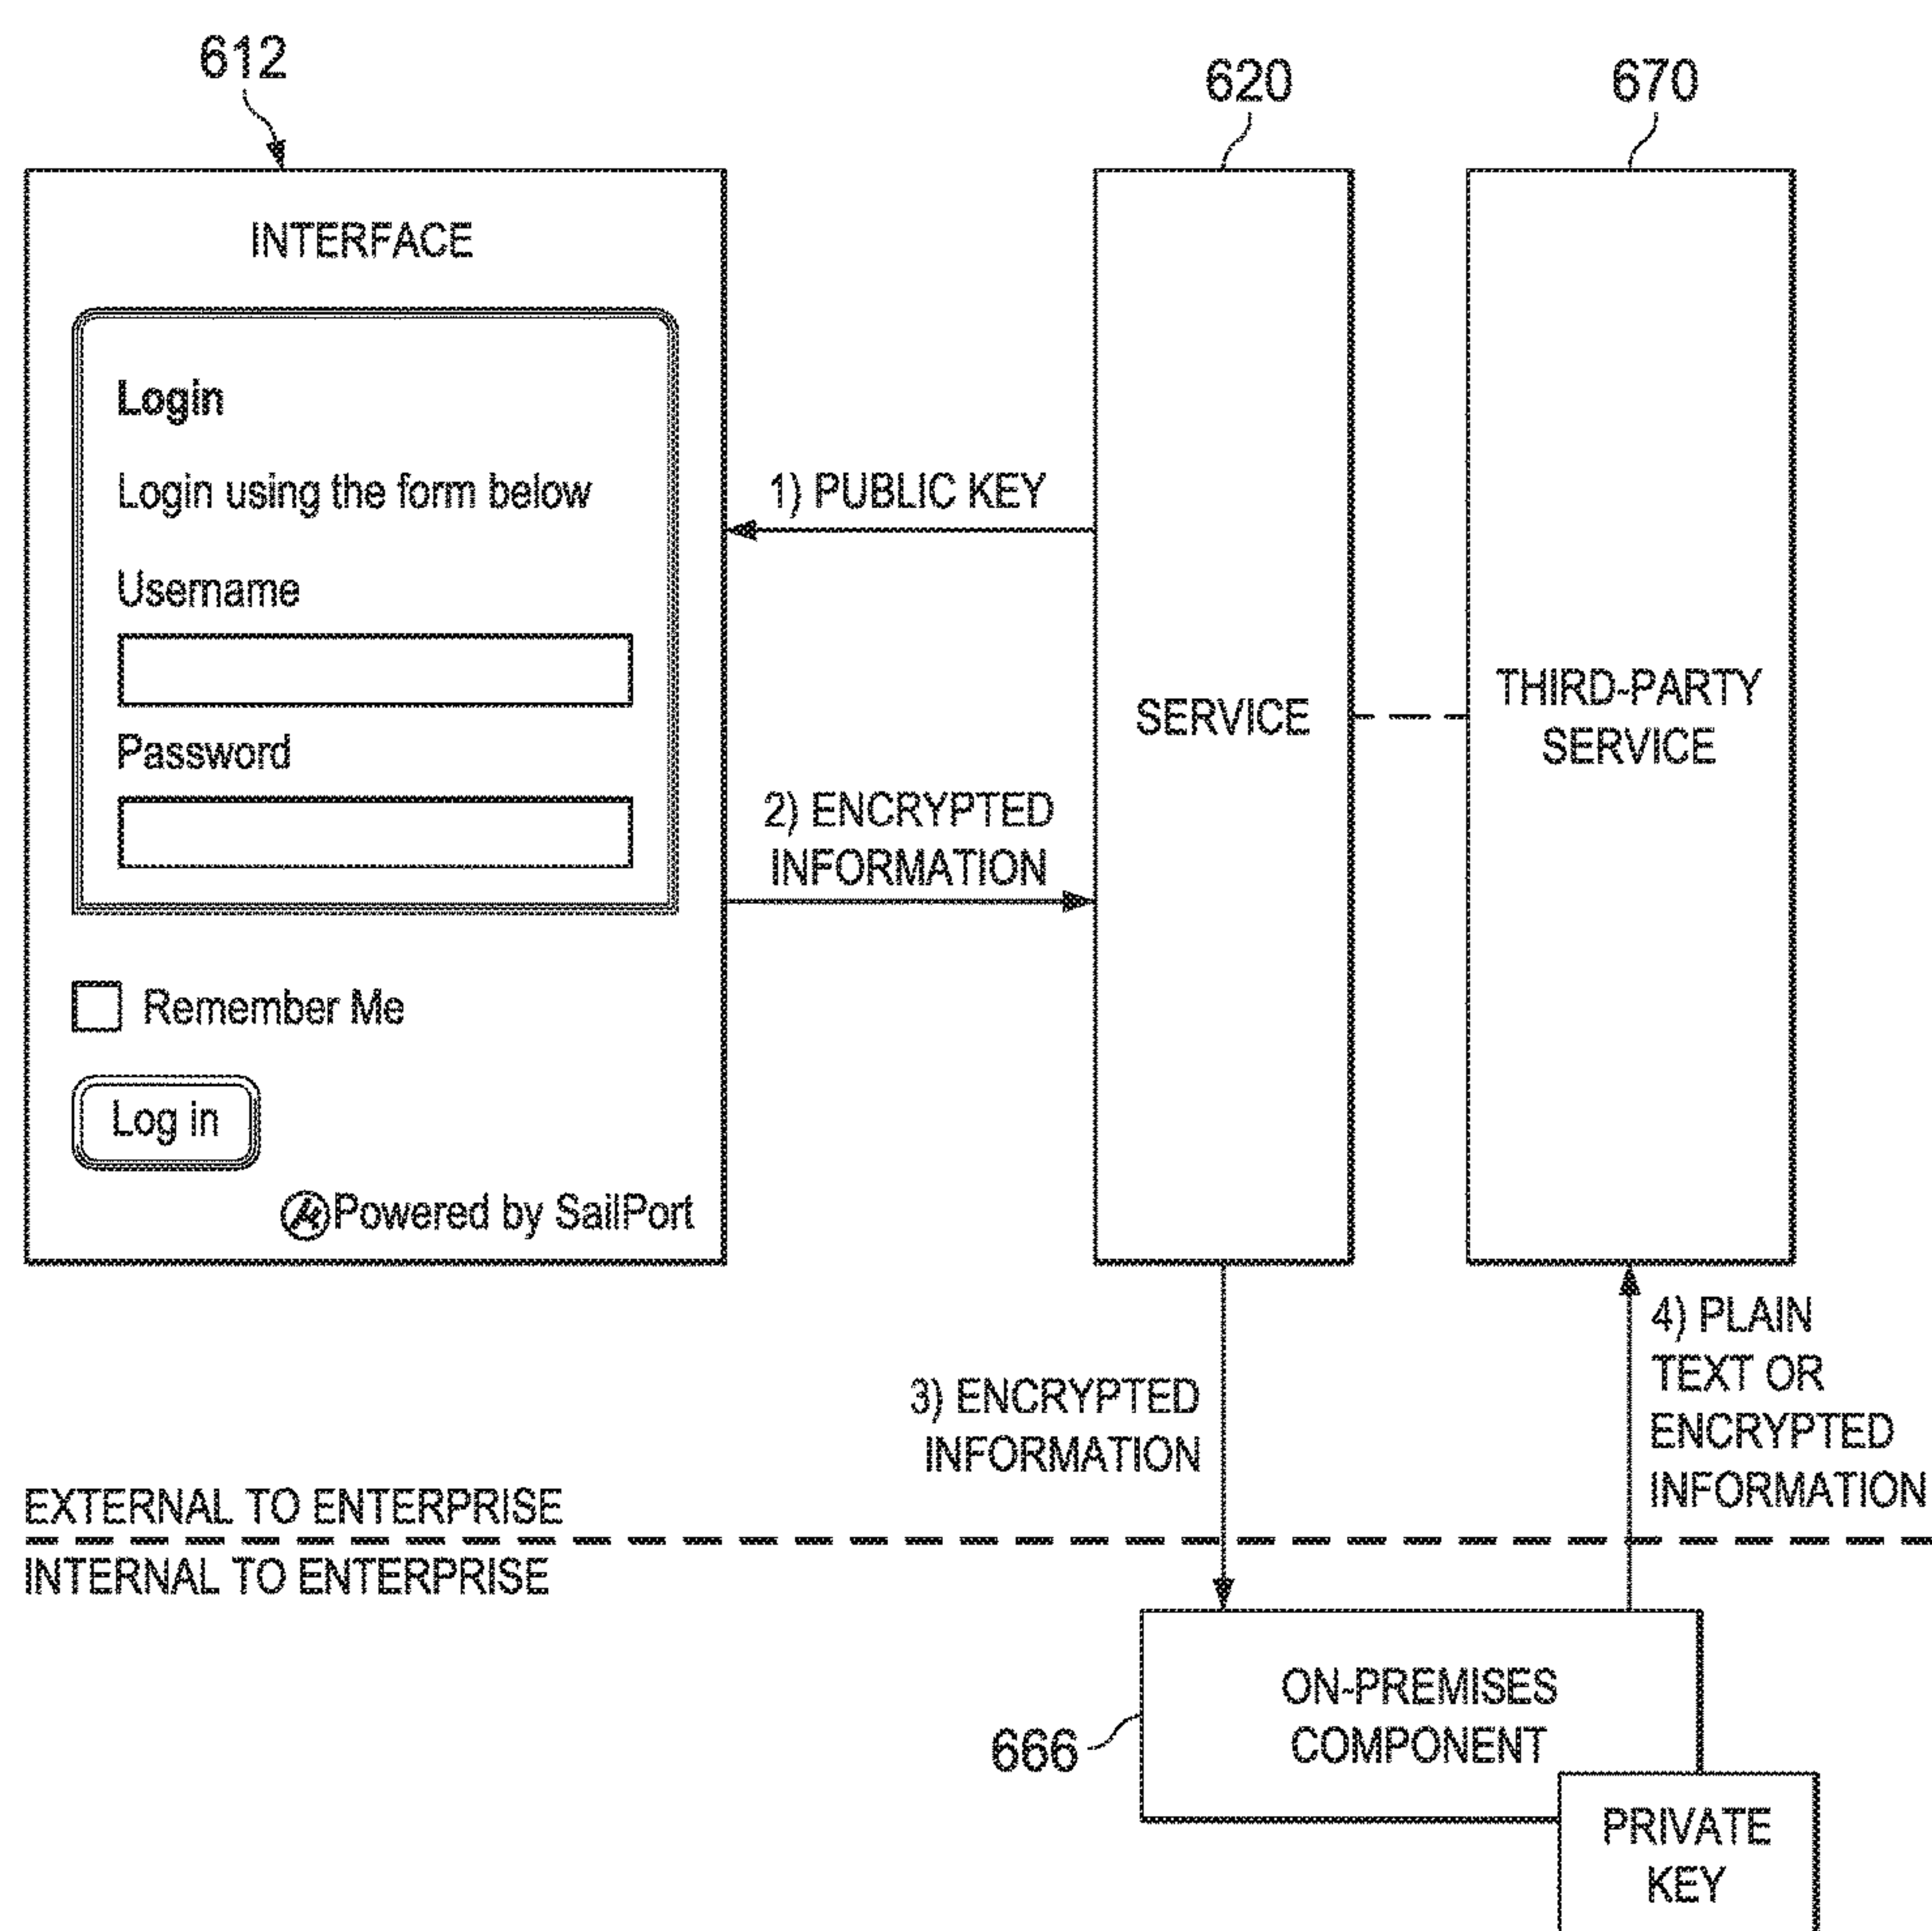 612
620
670
INTERFACE
Login
Login using the form below
Username
Password
Remember Me
Log in
Powered by SailPort
1) PUBLIC KEY
2) ENCRYPTED
INFORMATION
SERVICE
THIRD-PARTY
SERVICE
3) ENCRYPTED
INFORMATION
4) PLAIN
TEXT OR
ENCRYPTED
INFORMATION
EXTERNAL TO ENTERPRISE
INTERNAL TO ENTERPRISE
666
ON-PREMISES
COMPONENT
PRIVATE
KEY